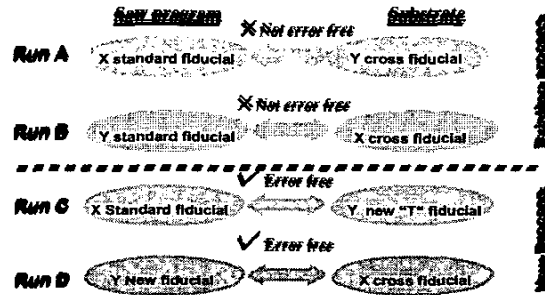 Saw program Substrate
✗ Not error free
Run A X standard fiducial Y cross fiducial
✗ Not error free
Run B Y standard fiducial X cross fiducial
✓ Error free
Run C X Standard fiducial Y new "T" fiducial
✓ Error free
Run D Y New fiducial X cross fiducial